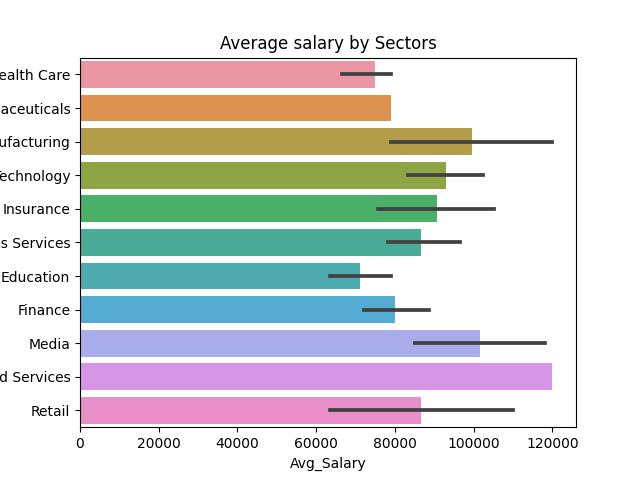 Average salary by Sectors
ealth Care
aceuticals
ufacturing
echnology
Insurance
s Services
Education
Finance
Media
d Services
Retail
0 20000 40000 60000 80000 100000 120000
Avg_Salary